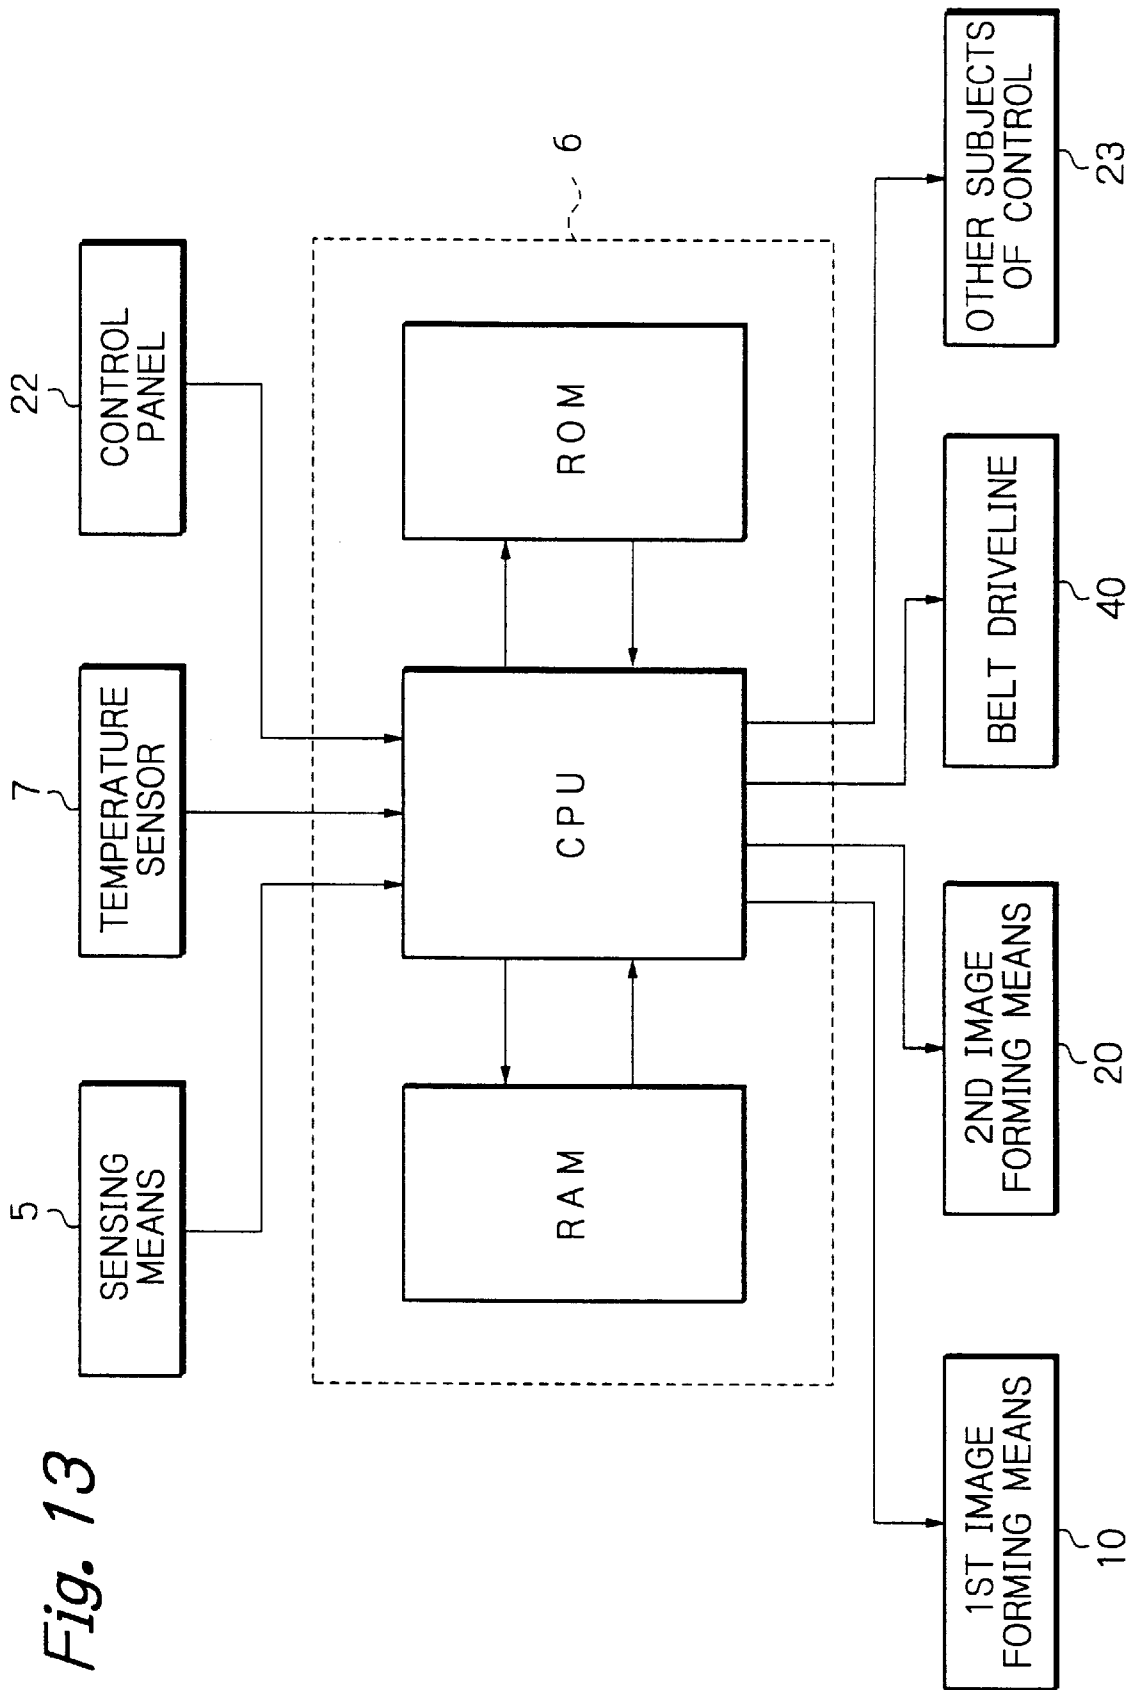 Fig. 13
5
SENSING
MEANS
7
TEMPERATURE
SENSOR
22
CONTROL
PANEL
6
RAM
CPU
ROM
1ST IMAGE
FORMING MEANS
10
2ND IMAGE
FORMING MEANS
20
BELT DRIVELINE
40
OTHER SUBJECTS
OF CONTROL
23